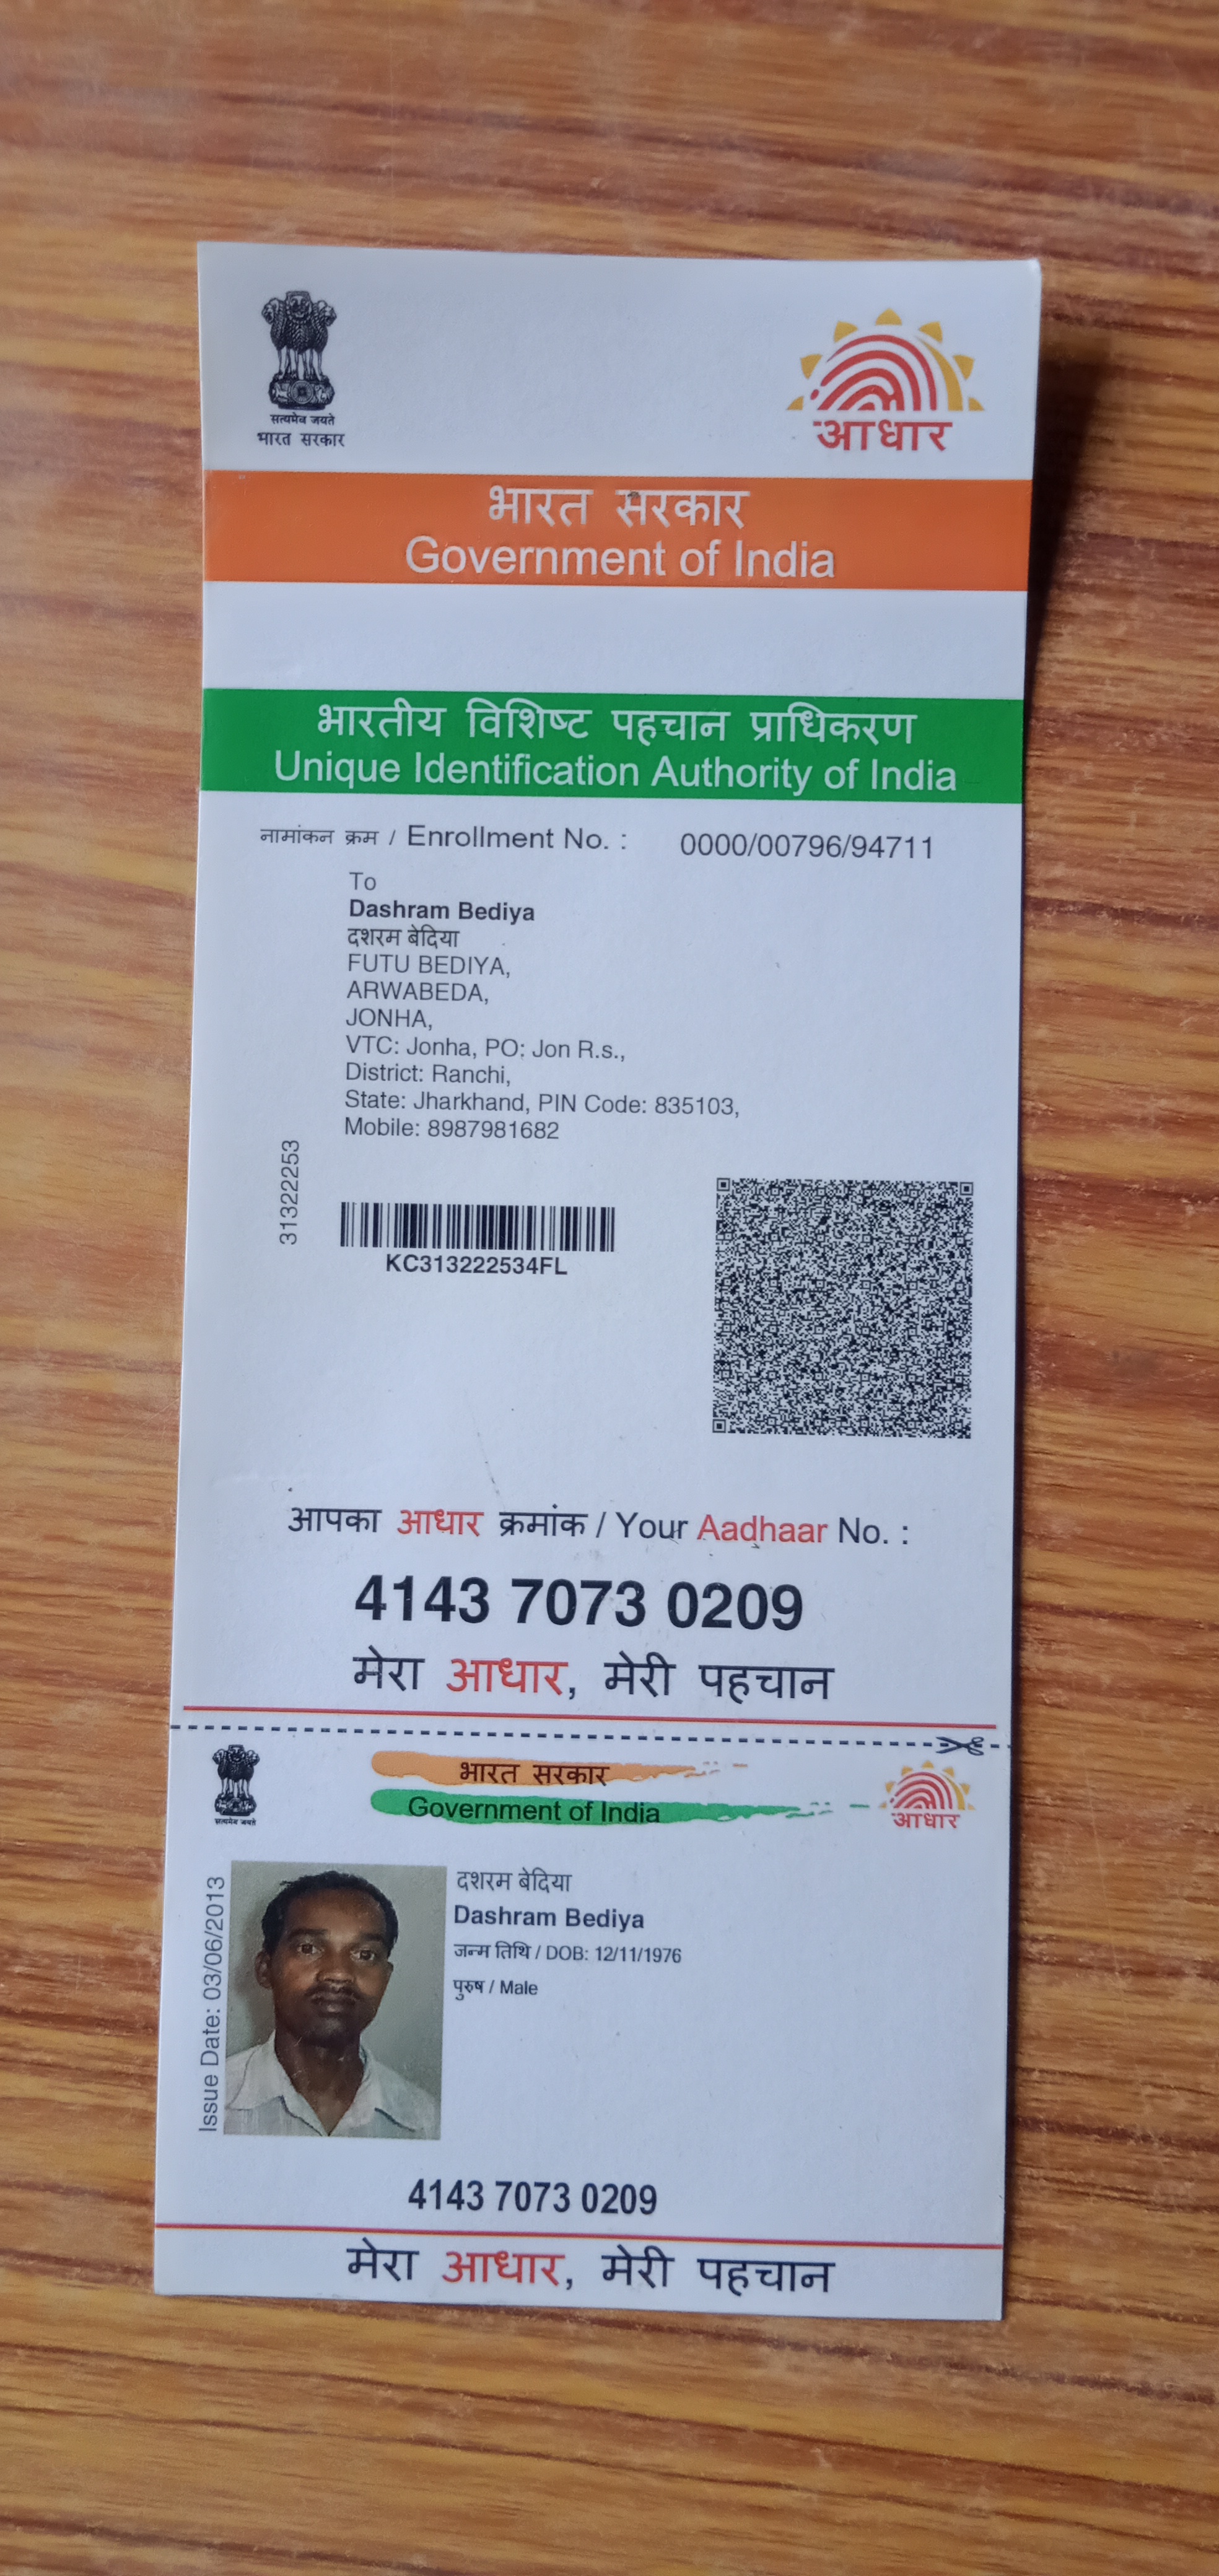 सत्यमेव जयते
भारत सरकार
आधार
भारत सरकार
Government of India
भारतीय विशिष्ट पहचान प्राधिकरण
Unique Identification Authority of India
नामांकन क्रम / Enrollment No. : 0000/00796/94711
To
Dashram Bediya
दशरम बेदिया
FUTU BEDIYA,
ARWABEDA,
JONHA,
VTC: Jonha, PO: Jon R.s.,
District: Ranchi,
State: Jharkhand, PIN Code: 835103,
Mobile: 8987981682
31322253
KC313222534FL
आपका आधार क्रमांक / Your Aadhaar No. :
4143 7073 0209
मेरा आधार, मेरी पहचान
सत्यमेव जयते
भारत सरकार
Government of India
आधार
Issue Date: 03/06/2013
दशरम बेदिया
Dashram Bediya
जन्म तिथि / DOB: 12/11/1976
पुरुष / Male
4143 7073 0209
मेरा आधार, मेरी पहचान